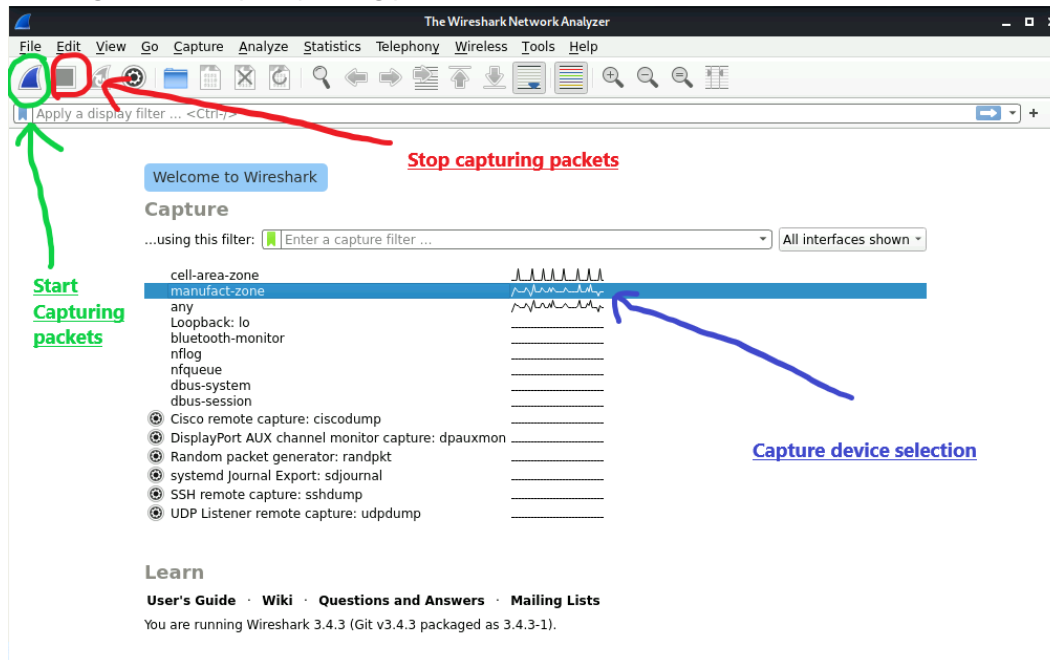 The Wireshark Network Analyzer
File Edit View Go Capture Analyze Statistics Telephony Wireless Tools Help
Apply a display filter ... <Ctrl-/>
Stop capturing packets
Welcome to Wireshark
Capture
...using this filter: Enter a capture filter ... All interfaces shown
cell-area-zone
manufact-zone
any
Loopback: lo
bluetooth-monitor
nflog
nfqueue
dbus-system
dbus-session
Cisco remote capture: ciscodump
DisplayPort AUX channel monitor capture: dpauxmon
Random packet generator: randpkt
systemd Journal Export: sdjournal
SSH remote capture: sshdump
UDP Listener remote capture: udpdump
Start
Capturing
packets
Capture device selection
Learn
User's Guide · Wiki · Questions and Answers · Mailing Lists
You are running Wireshark 3.4.3 (Git v3.4.3 packaged as 3.4.3-1).